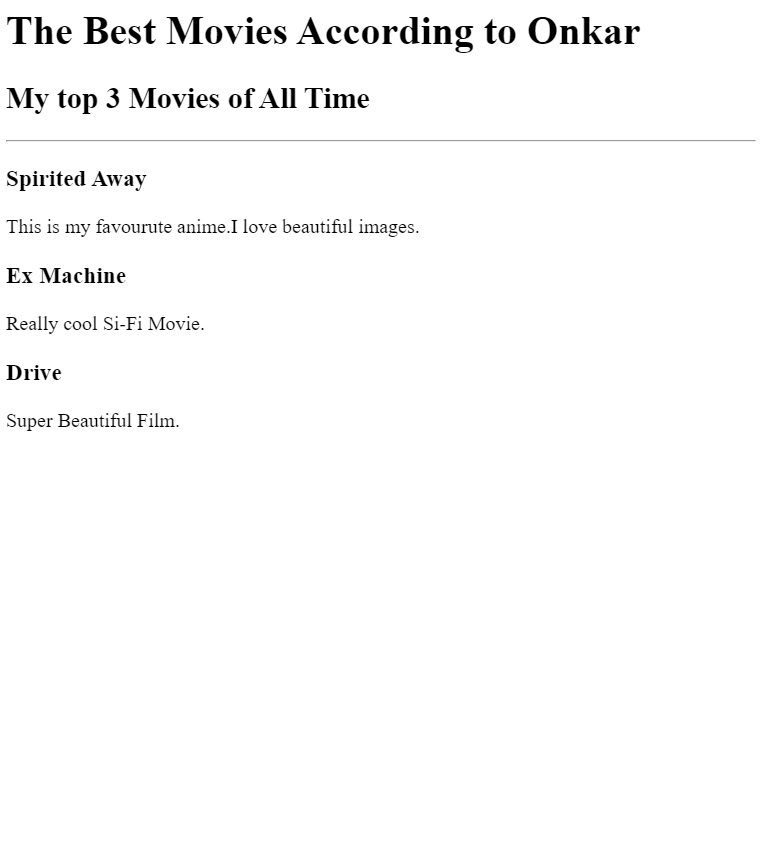 The Best Movies According to Onkar
My top 3 Movies of All Time
Spirited Away
This is my favourute anime.I love beautiful images.
Ex Machine
Really cool Si-Fi Movie.
Drive
Super Beautiful Film.